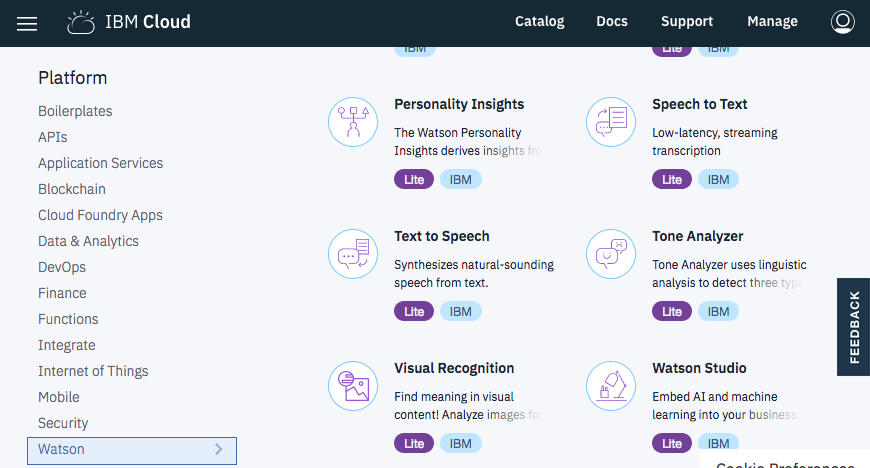 IBM Cloud
Catalog
Docs
Support
Manage
Platform
Boilerplates
APIs
Application Services
Blockchain
Cloud Foundry Apps
Data & Analytics
DevOps
Finance
Functions
Integrate
Internet of Things
Mobile
Security
Watson
IBM
Lite
IBM
Personality Insights
The Watson Personality
Insights derives insights from
Lite
IBM
Speech to Text
Low-latency, streaming
transcription
Lite
IBM
Text to Speech
Synthesizes natural-sounding
speech from text.
Lite
IBM
Tone Analyzer
Tone Analyzer uses linguistic
analysis to detect three
Lite
IBM
Visual Recognition
Find meaning in visual
content! Analyze images
Lite
IBM
Watson Studio
Embed AI and machine
learning into your business.
Lite
IBM
FEEDBACK
Cookie Preferences